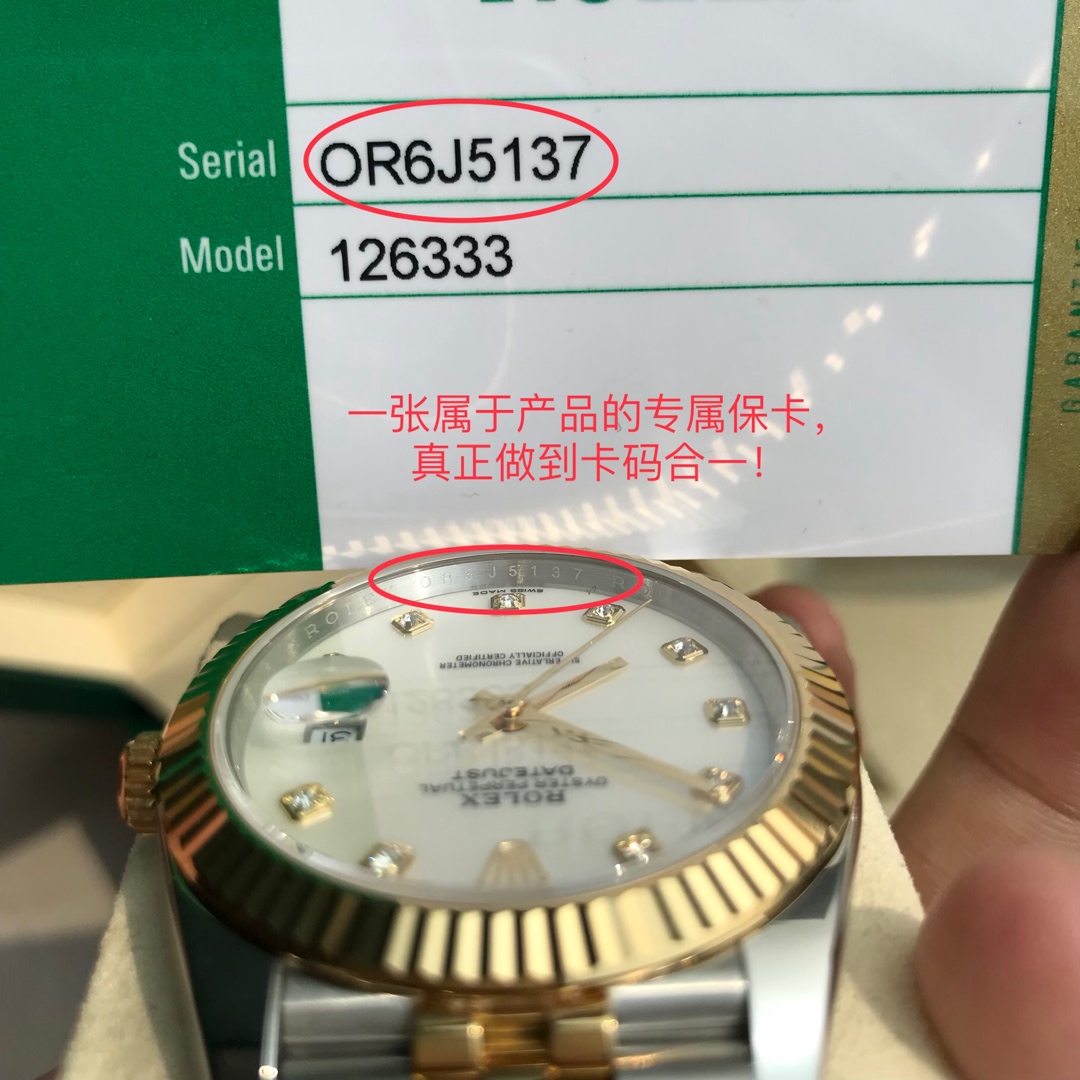 Serial OR6J5137
Model 126333
一张属于产品的专属保卡，
真正做到卡码合一！
SWISS MADE
SUPERLATIVE CHRONOMETER
OFFICIALLY CERTIFIED
31
ROLEX
OYSTER PERPETUAL
DATEJUST